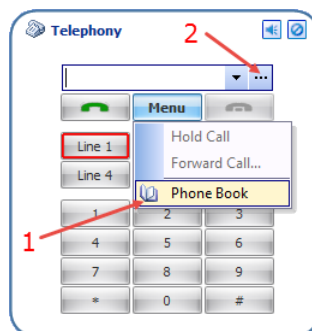 Telephony
2
...
Menu
Line 1
Hold Call
Forward Call...
Line 4
Phone Book
1
1 2 3
4 5 6
7 8 9
* 0 #